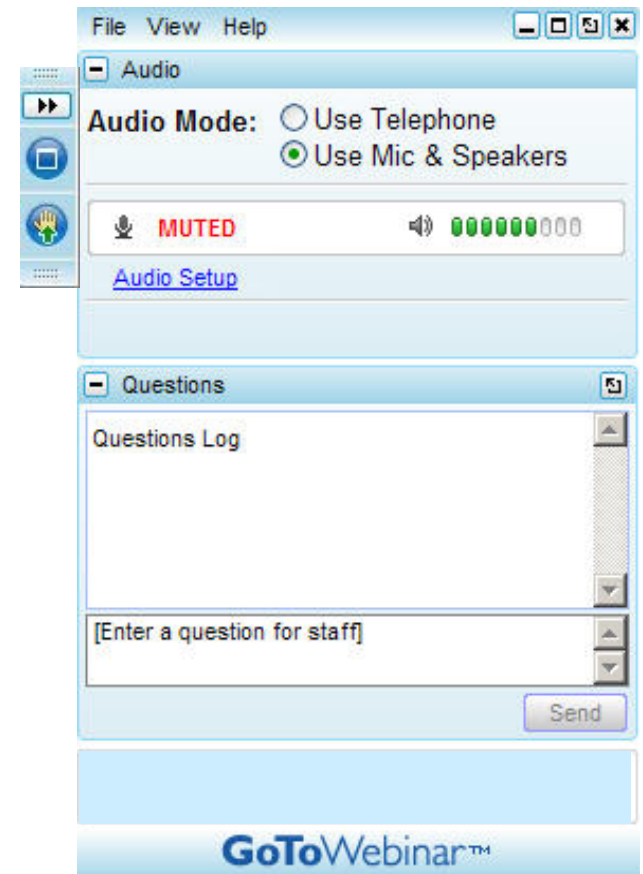 File View Help
Audio
Audio Mode: Use Telephone
Use Mic & Speakers
MUTED
Audio Setup
Questions
Questions Log
[Enter a question for staff]
Send
GoToWebinar™